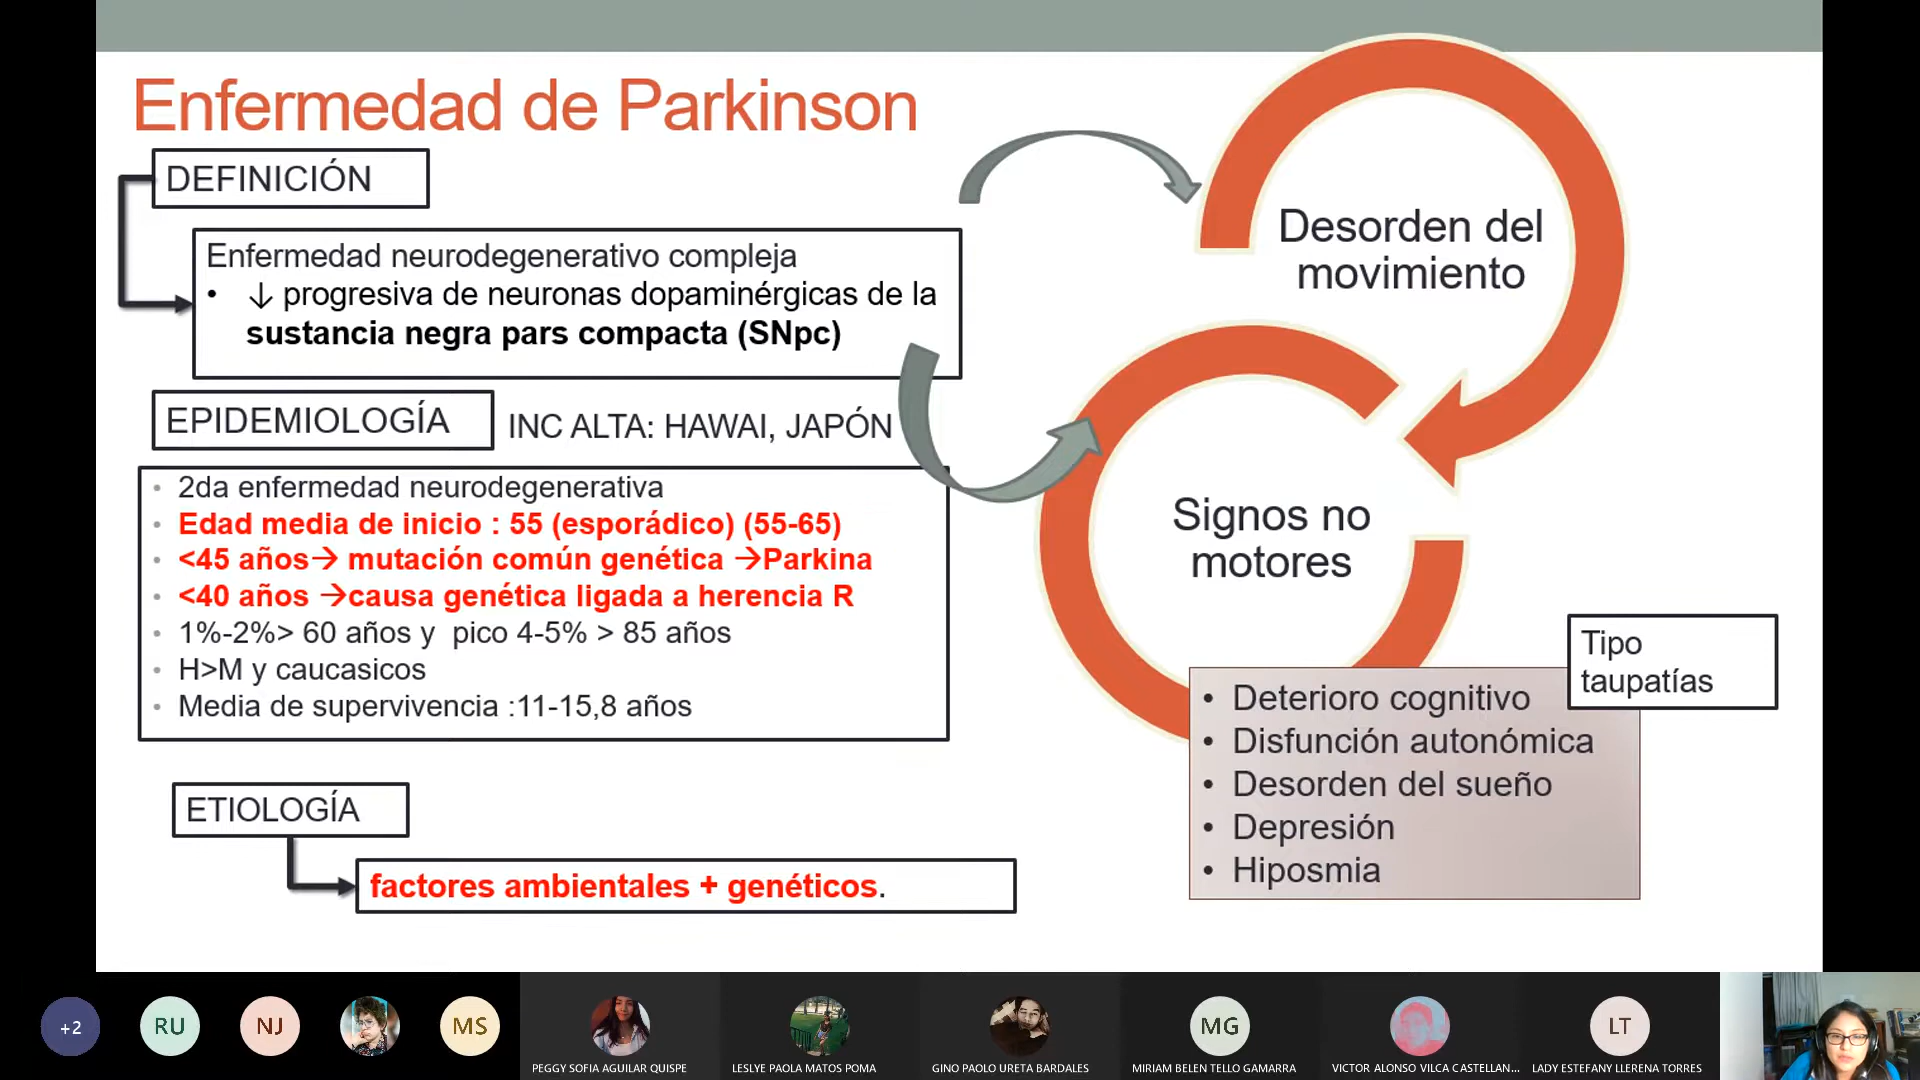 Enfermedad de Parkinson
DEFINICIÓN
Enfermedad neurodegenerativo compleja
• ↓ progresiva de neuronas dopaminérgicas de la
sustancia negra pars compacta (SNpc)
EPIDEMIOLOGÍA
INC ALTA: HAWAI, JAPÓN
• 2da enfermedad neurodegenerativa
• Edad media de inicio : 55 (esporádico) (55-65)
• <45 años→ mutación común genética →Parkina
• <40 años →causa genética ligada a herencia R
• 1%-2%> 60 años y pico 4-5% > 85 años
• H>M y caucasicos
• Media de supervivencia :11-15,8 años
ETIOLOGÍA
factores ambientales + genéticos.
Desorden del
movimiento
Signos no
motores
Tipo
taupatías
• Deterioro cognitivo
• Disfunción autonómica
• Desorden del sueño
• Depresión
• Hiposmia
+2
RU
NJ
MS
PEGGY SOFIA AGUILAR QUISPE
LESLYE PAOLA MATOS POMA
GINO PAOLO URETA BARDALES
MG
MIRIAM BELEN TELLO GAMARRA
VICTOR ALONSO VILCA CASTELLAN...
LT
LADY ESTEFANY LLERENA TORRES